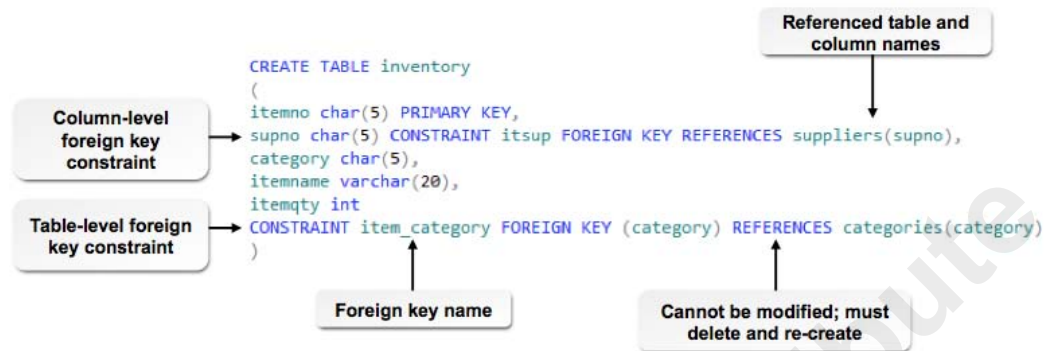 Referenced table and
column names
CREATE TABLE inventory
(
itemno char(5) PRIMARY KEY,
Column-level
foreign key
constraint
supno char(5) CONSTRAINT itsup FOREIGN KEY REFERENCES suppliers(supno),
category char(5),
itemname varchar(20),
itemqty int
Table-level foreign
key constraint
CONSTRAINT item_category FOREIGN KEY (category) REFERENCES categories(category)
)
Foreign key name
Cannot be modified; must
delete and re-create